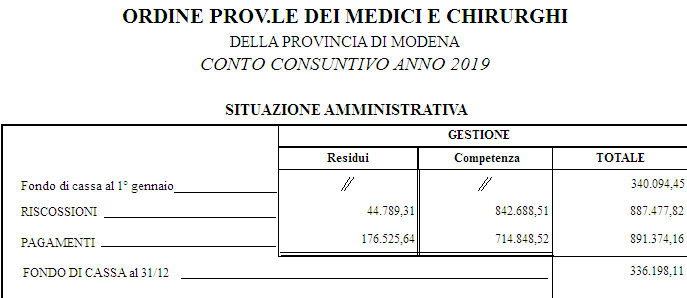 ORDINE PROV.LE DEI MEDICI E CHIRURGHI
DELLA PROVINCIA DI MODENA
CONTO CONSUNTIVO ANNO 2019
SITUAZIONE AMMINISTRATIVA
GESTIONE
Residui Competenza TOTALE
Fondo di cassa al 1° gennaio // // 340.094,45
RISCOSSIONI 44.789,31 842.688,51 887.477,82
PAGAMENTI 176.525,64 714.848,52 891.374,16
FONDO DI CASSA al 31/12 336.198,11